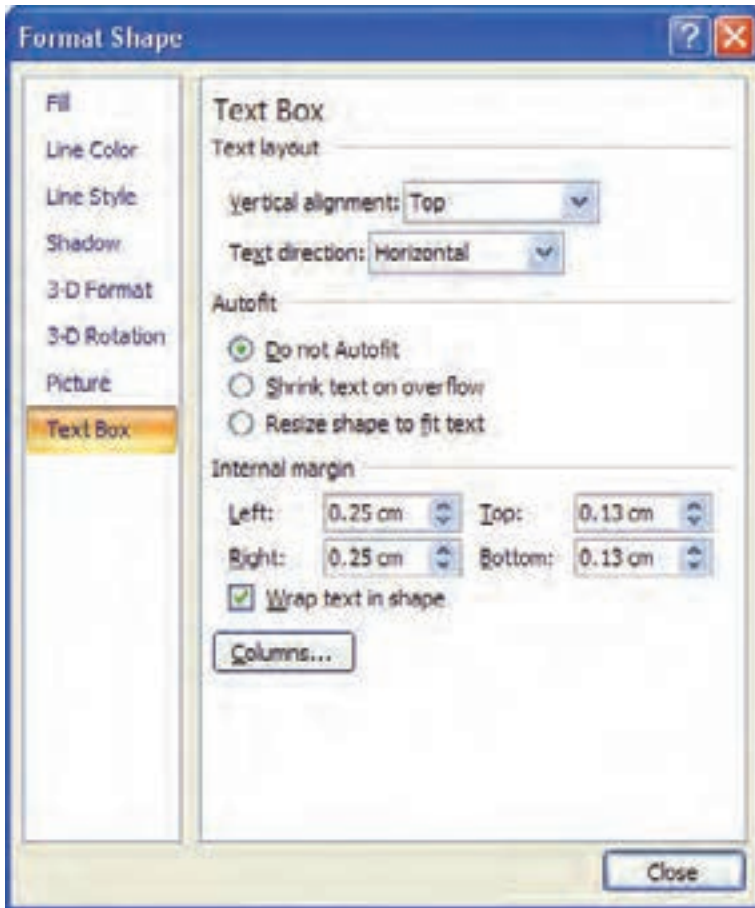 Format Shape
Fill
Line Color
Line Style
Shadow
3-D Format
3-D Rotation
Picture
Text Box
Text Box
Text layout
Vertical alignment: Top
Text direction: Horizontal
Autofit
Do not Autofit
Shrink text on overflow
Resize shape to fit text
Internal margin
Left: 0.25 cm Top: 0.13 cm
Right: 0.25 cm Bottom: 0.13 cm
Wrap text in shape
Columns...
Close